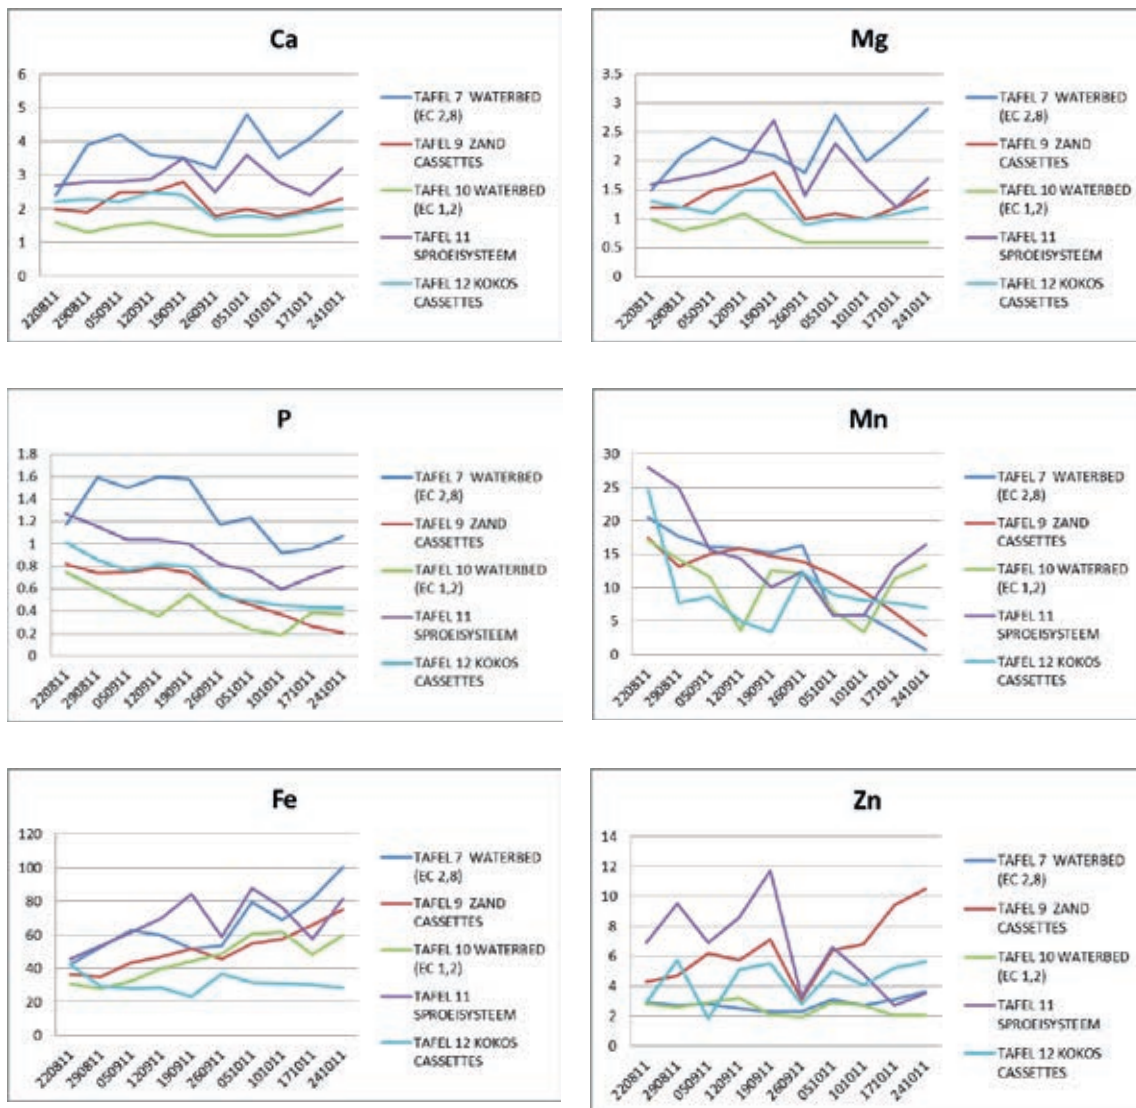 Ca
6
5
4
3
2
1
0
220811
290811
050911
120911
190911
260911
051011
101011
171011
241011
TAFEL 7 WATERBED
(EC 2,8)
TAFEL 9 ZAND
CASSETTES
TAFEL 10 WATERBED
(EC 1,2)
TAFEL 11
SPROEISYSTEEM
TAFEL 12 KOKOS
CASSETTES
Mg
3.5
3
2.5
2
1.5
1
0.5
0
220811
290811
050911
120911
190911
260911
051011
101011
171011
241011
TAFEL 7 WATERBED
(EC 2,8)
TAFEL 9 ZAND
CASSETTES
TAFEL 10 WATERBED
(EC 1,2)
TAFEL 11
SPROEISYSTEEM
TAFEL 12 KOKOS
CASSETTES
P
1.8
1.6
1.4
1.2
1
0.8
0.6
0.4
0.2
0
220811
290811
050911
120911
190911
260911
051011
101011
171011
241011
TAFEL 7 WATERBED
(EC 2,8)
TAFEL 9 ZAND
CASSETTES
TAFEL 10 WATERBED
(EC 1,2)
TAFEL 11
SPROEISYSTEEM
TAFEL 12 KOKOS
CASSETTES
Mn
30
25
20
15
10
5
0
220811
290811
050911
120911
190911
260911
051011
101011
171011
241011
TAFEL 7 WATERBED
(EC 2,8)
TAFEL 9 ZAND
CASSETTES
TAFEL 10 WATERBED
(EC 1,2)
TAFEL 11
SPROEISYSTEEM
TAFEL 12 KOKOS
CASSETTES
Fe
120
100
80
60
40
20
0
220811
290811
050911
120911
190911
260911
051011
101011
171011
241011
TAFEL 7 WATERBED
(EC 2,8)
TAFEL 9 ZAND
CASSETTES
TAFEL 10 WATERBED
(EC 1,2)
TAFEL 11
SPROEISYSTEEM
TAFEL 12 KOKOS
CASSETTES
Zn
14
12
10
8
6
4
2
0
220811
290811
050911
120911
190911
260911
051011
101011
171011
241011
TAFEL 7 WATERBED
(EC 2,8)
TAFEL 9 ZAND
CASSETTES
TAFEL 10 WATERBED
(EC 1,2)
TAFEL 11
SPROEISYSTEEM
TAFEL 12 KOKOS
CASSETTES